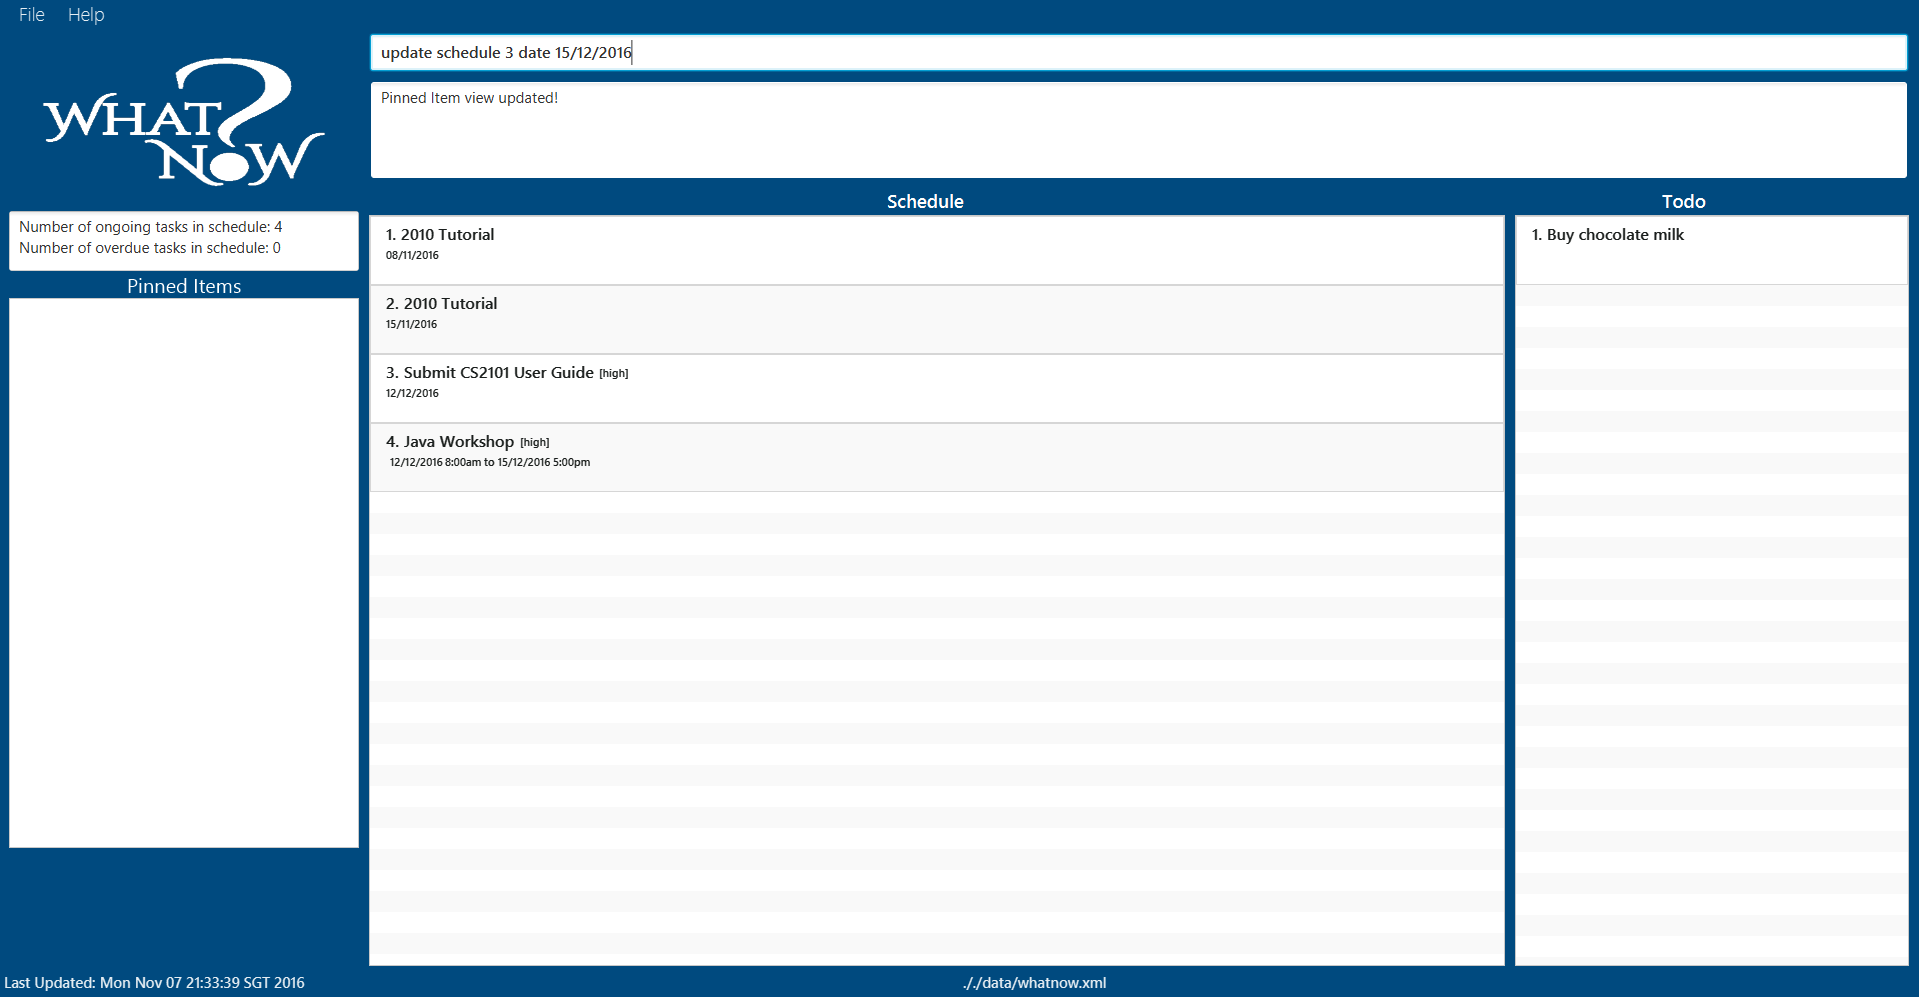 File Help
WHAT?
NOW
update schedule 3 date 15/12/2016
Pinned Item view updated!
Number of ongoing tasks in schedule: 4
Number of overdue tasks in schedule: 0
Pinned Items
Schedule
1. 2010 Tutorial
08/11/2016
2. 2010 Tutorial
15/11/2016
3. Submit CS2101 User Guide [high]
12/12/2016
4. Java Workshop [high]
12/12/2016 8:00am to 15/12/2016 5:00pm
Todo
1. Buy chocolate milk
Last Updated: Mon Nov 07 21:33:39 SGT 2016
././data/whatnow.xml